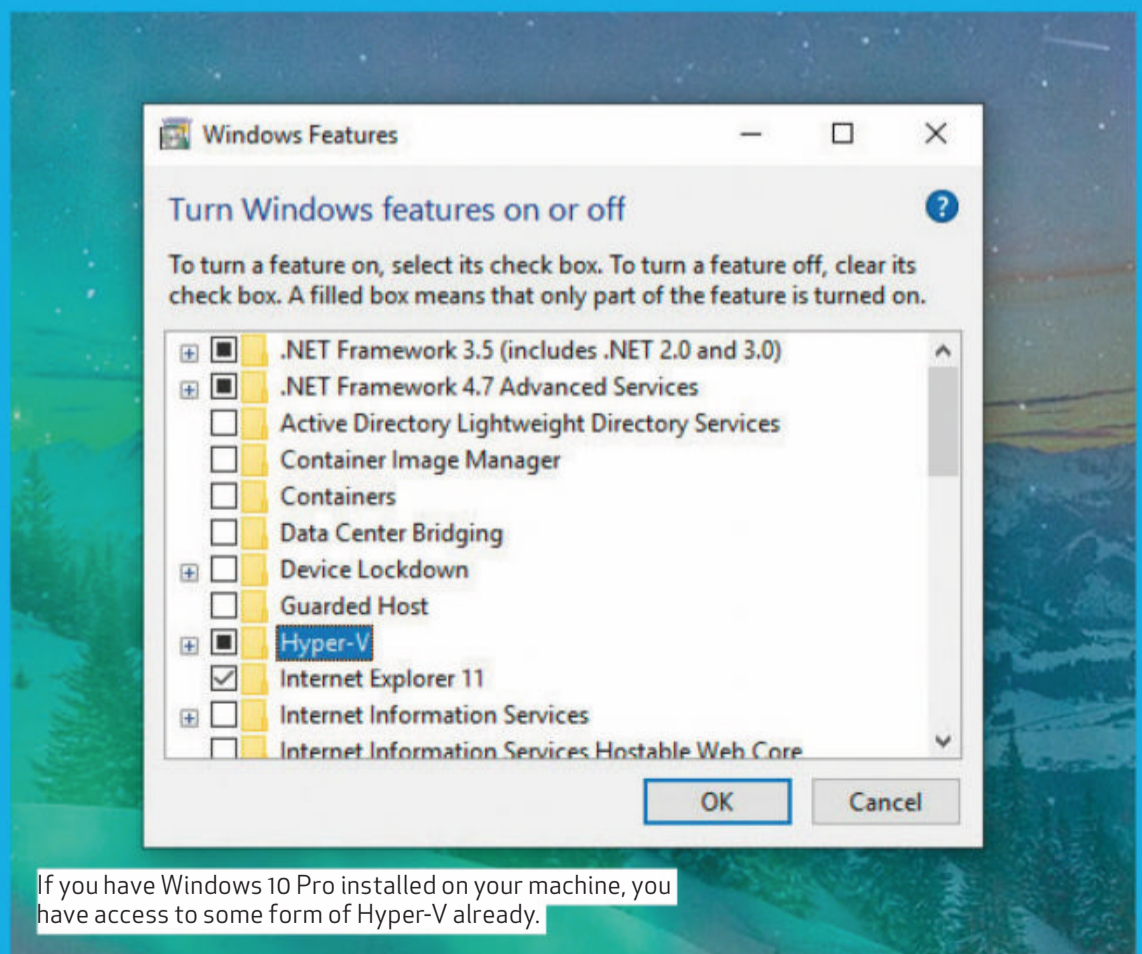 Windows Features
Turn Windows features on or off
To turn a feature on, select its check box. To turn a feature off, clear its
check box. A filled box means that only part of the feature is turned on.
.NET Framework 3.5 (includes .NET 2.0 and 3.0)
.NET Framework 4.7 Advanced Services
Active Directory Lightweight Directory Services
Container Image Manager
Containers
Data Center Bridging
Device Lockdown
Guarded Host
Hyper-V
Internet Explorer 11
Internet Information Services
Internet Information Services Hostable Web Core
OK Cancel
If you have Windows 10 Pro installed on your machine, you
have access to some form of Hyper-V already.